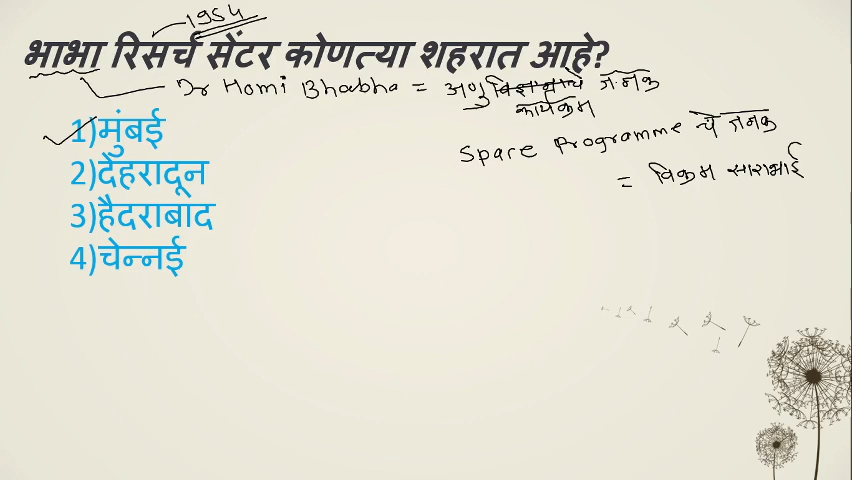 1954
भाभा रिसर्च सेंटर कोणत्या शहरात आहे?
Dr Homi Bhabha = अणु विज्ञानाचे जनक
कार्यक्रम
1)मुंबई
Space Programme चे जनक
2)देहरादून
= विक्रम साराभाई
3)हैदराबाद
4)चेन्नई